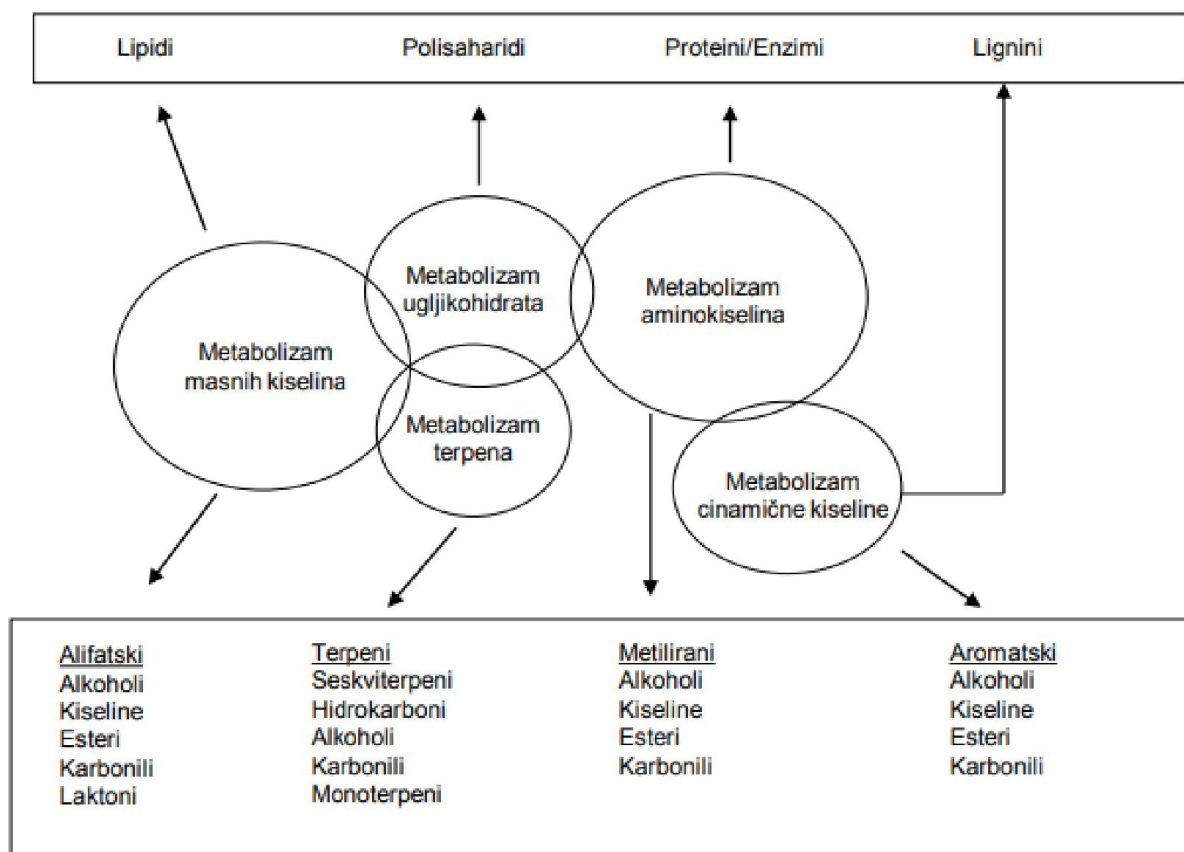 Lipidi Polisaharidi Proteini/Enzimi Lignini
Metabolizam
ugljikohidrata
Metabolizam
aminokiselina
Metabolizam
masnih kiselina
Metabolizam
terpena
Metabolizam
cinamične kiseline
Alifatski
Alkoholi
Kiseline
Esteri
Karbonili
Laktoni
Terpeni
Seskviterpeni
Hidrokarboni
Alkoholi
Karbonili
Monoterpeni
Metilirani
Alkoholi
Kiseline
Esteri
Karbonili
Aromatski
Alkoholi
Kiseline
Esteri
Karbonili